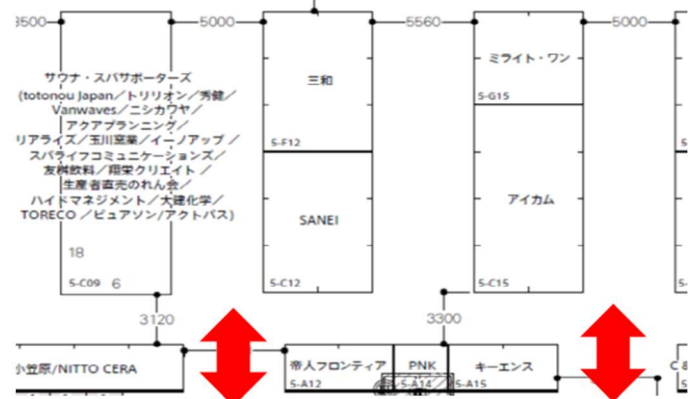 3500
5000
5560
5000
サウナ・スパサポーターズ
(totonou Japan／トリリオン／秀健／
Vanwaves／ニシカワヤ／
アクアプランニング／
リアライズ／玉川窯業／イーノアップ／
スパライフコミュニケーションズ／
友桝飲料／翔栄クリエイト／
生産者直売のれん会／
ハイドマネジメント／大建化学／
TORECO／ピュアソン/アクトパス)
18
5-C09 6
三和
5-F12
SANEI
5-C12
ミライト・ワン
5-G15
アイカム
5-C15
3120
3300
小笠原/NITTO CERA
帝人フロンティア
5-A12
PNK
5-A14
キーエンス
5-A15